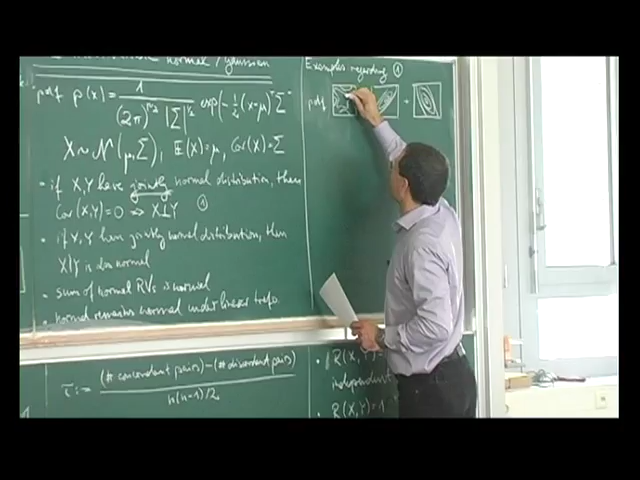 normal / Gaussian
pdf p(x) = 1 / (2π)^{n/2} |Σ|^{1/2} exp(-½(x-μ)ᵀ Σ⁻
X ~ N(μ,Σ), E(X)=μ, Cov(X)=Σ
• if X,Y have jointly normal distribution, then
Cov(X,Y)=0 ⇔ X⊥Y ①
• if X,Y have jointly normal distribution, then
X|Y is also normal
• sum of normal RVs is normal
• normal remains normal under linear trafo.
τ := (# concordant pairs) - (# discordant pairs) / n(n-1)/2
Examples regarding ①
pdf
• R(X,
independent
• R(X,Y)=1